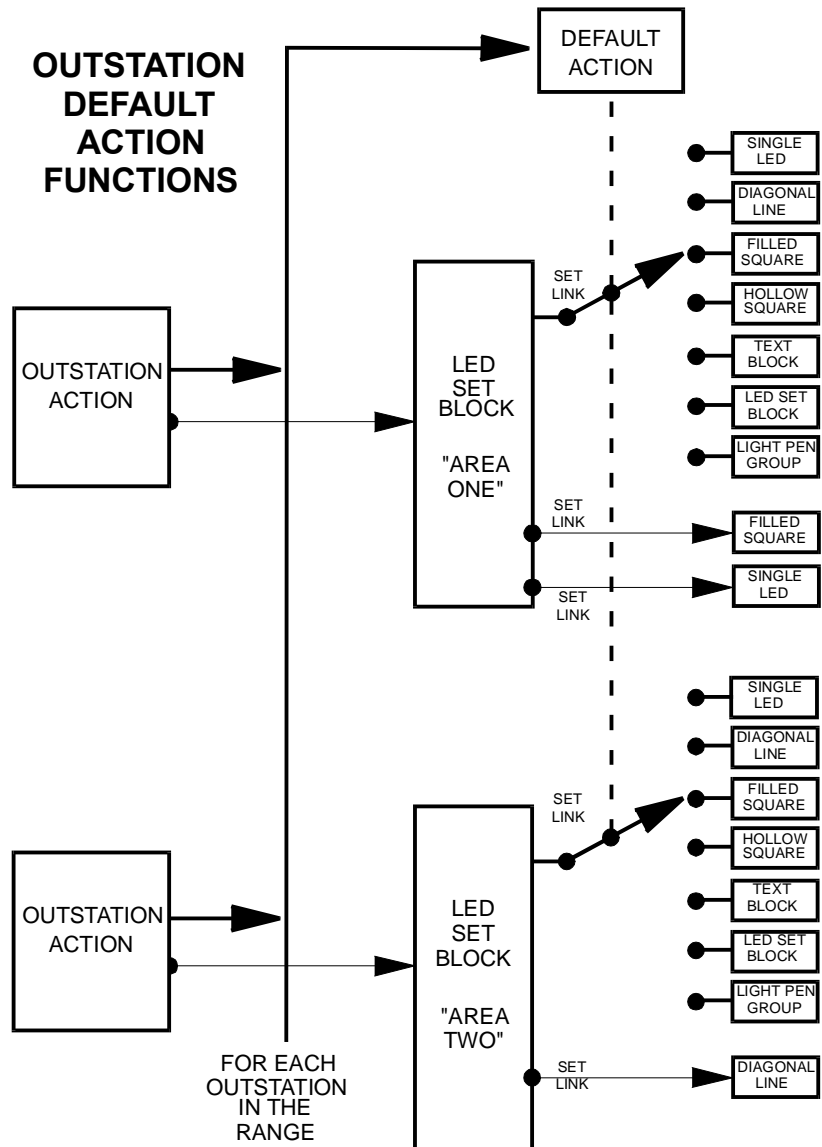 OUTSTATION
DEFAULT
ACTION
FUNCTIONS
DEFAULT
ACTION
SINGLE
LED
DIAGONAL
LINE
FILLED
SQUARE
HOLLOW
SQUARE
TEXT
BLOCK
LED SET
BLOCK
LIGHT PEN
GROUP
SET
LINK
OUTSTATION
ACTION
LED
SET
BLOCK
"AREA
ONE"
SET
LINK
FILLED
SQUARE
SET
LINK
SINGLE
LED
SINGLE
LED
DIAGONAL
LINE
FILLED
SQUARE
HOLLOW
SQUARE
TEXT
BLOCK
LED SET
BLOCK
LIGHT PEN
GROUP
SET
LINK
OUTSTATION
ACTION
LED
SET
BLOCK
"AREA
TWO"
SET
LINK
DIAGONAL
LINE
FOR EACH
OUTSTATION
IN THE
RANGE